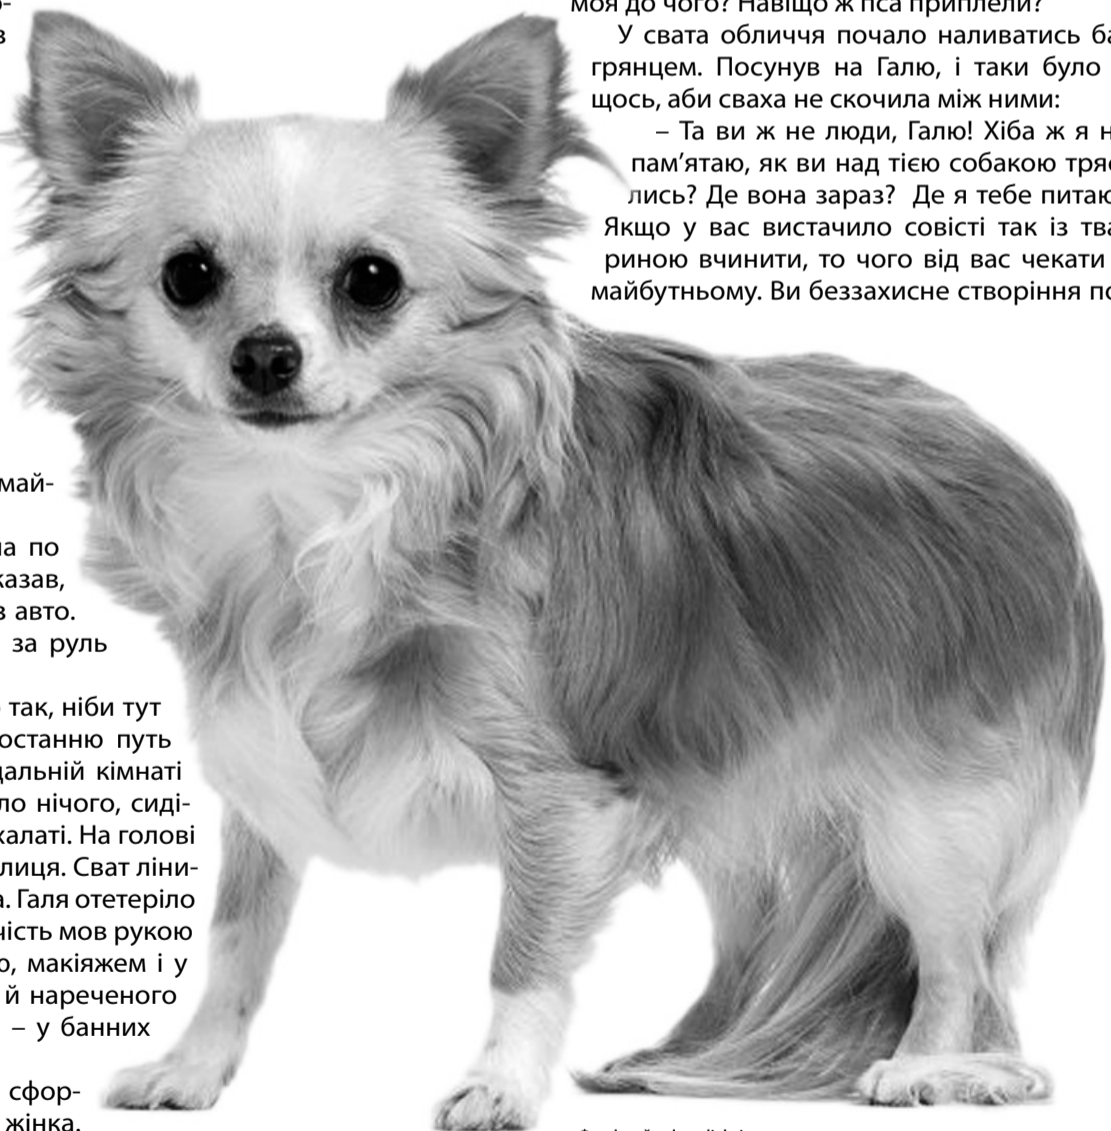 моя до чого? Навіщо ж пса приплели?
У свата обличчя почало наливатись ба
грянцем. Посунув на Галю, і таки було
щось, аби сваха не скочила між ними:
– Та ви ж не люди, Галю! Хіба ж я н
пам’ятаю, як ви над тією собакою тряс
лись? Де вона зараз? Де я тебе питаю
Якщо у вас вистачило совісті так із тва
риною вчинити, то чого від вас чекати
майбутньому. Ви беззахисне створіння по
в
май-
на по
казав,
в авто.
за руль
так, ніби тут
останню путь
дальній кімнаті
ло нічого, сиді-
халаті. На голові
лиця. Сват ліни-
а. Галя отетеріло
чість мов рукою
ю, макіяжем і у
й нареченого
– у банних
сфор-
жінка.